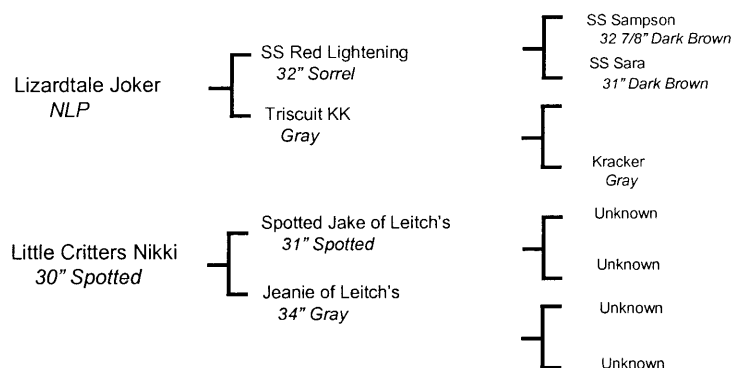 Lizardtale Joker
NLP
SS Red Lightening
32" Sorrel
Triscuit KK
Gray
SS Sampson
32 7/8" Dark Brown
SS Sara
31" Dark Brown
Kracker
Gray
Little Critters Nikki
30" Spotted
Spotted Jake of Leitch's
31" Spotted
Jeanie of Leitch's
34" Gray
Unknown
Unknown
Unknown
Unknown